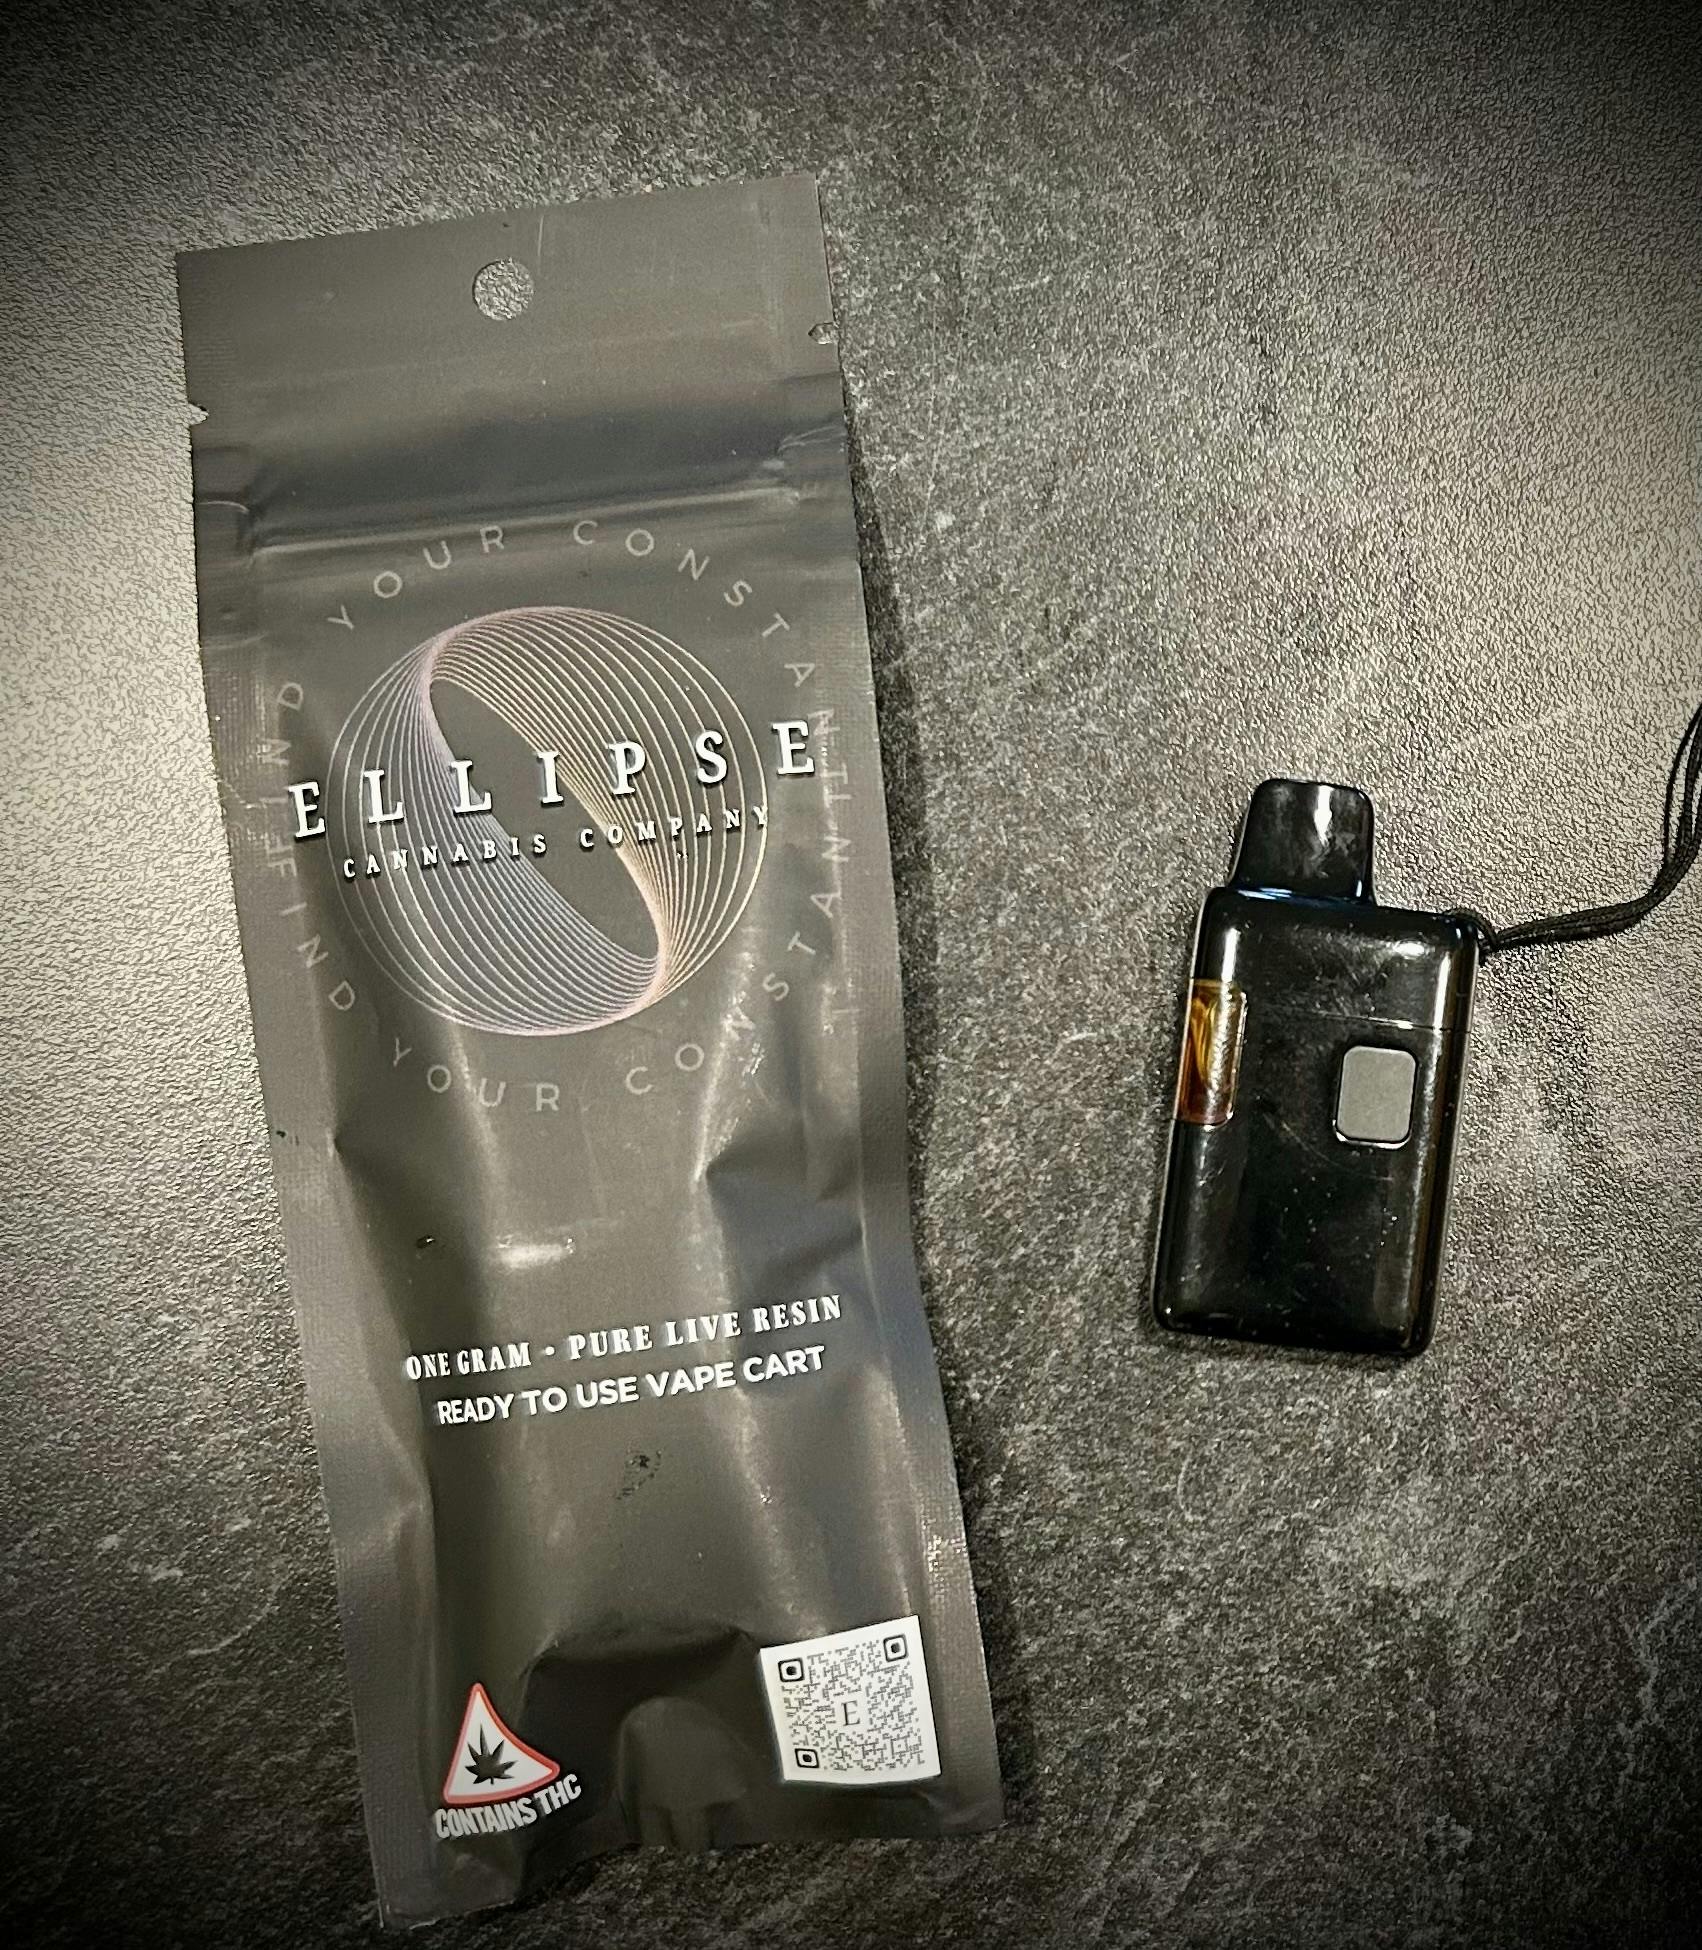 FIND YOUR CONSTANT
ELLIPSE
CANNABIS COMPANY
FIND YOUR CONSTANT
ONE GRAM • PURE LIVE RESIN
READY TO USE VAPE CART
E
CONTAINS THC